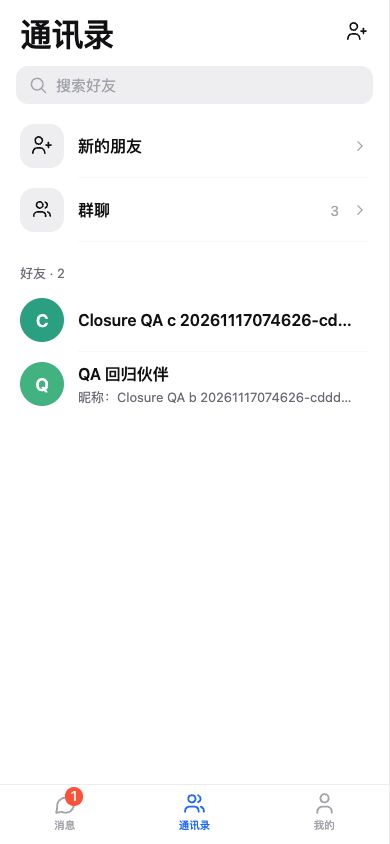 通讯录
搜索好友
新的朋友
群聊
3
好友 · 2
C
Closure QA c 20261117074626-cd...
Q
QA 回归伙伴
昵称：Closure QA b 20261117074626-cddd...
1
消息
通讯录
我的